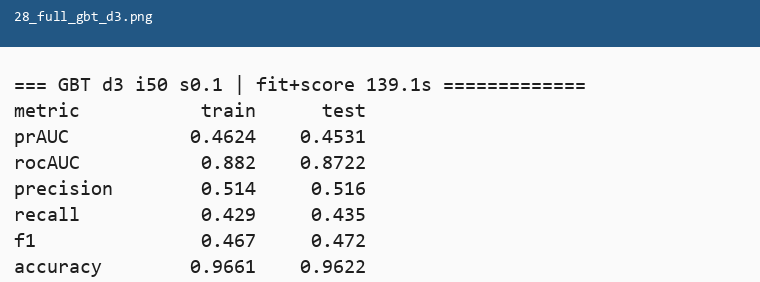 28_full_gbt_d3.png
=== GBT d3 i50 s0.1 | fit+score 139.1s =============
metric train test
prAUC 0.4624 0.4531
rocAUC 0.882 0.8722
precision 0.514 0.516
recall 0.429 0.435
f1 0.467 0.472
accuracy 0.9661 0.9622